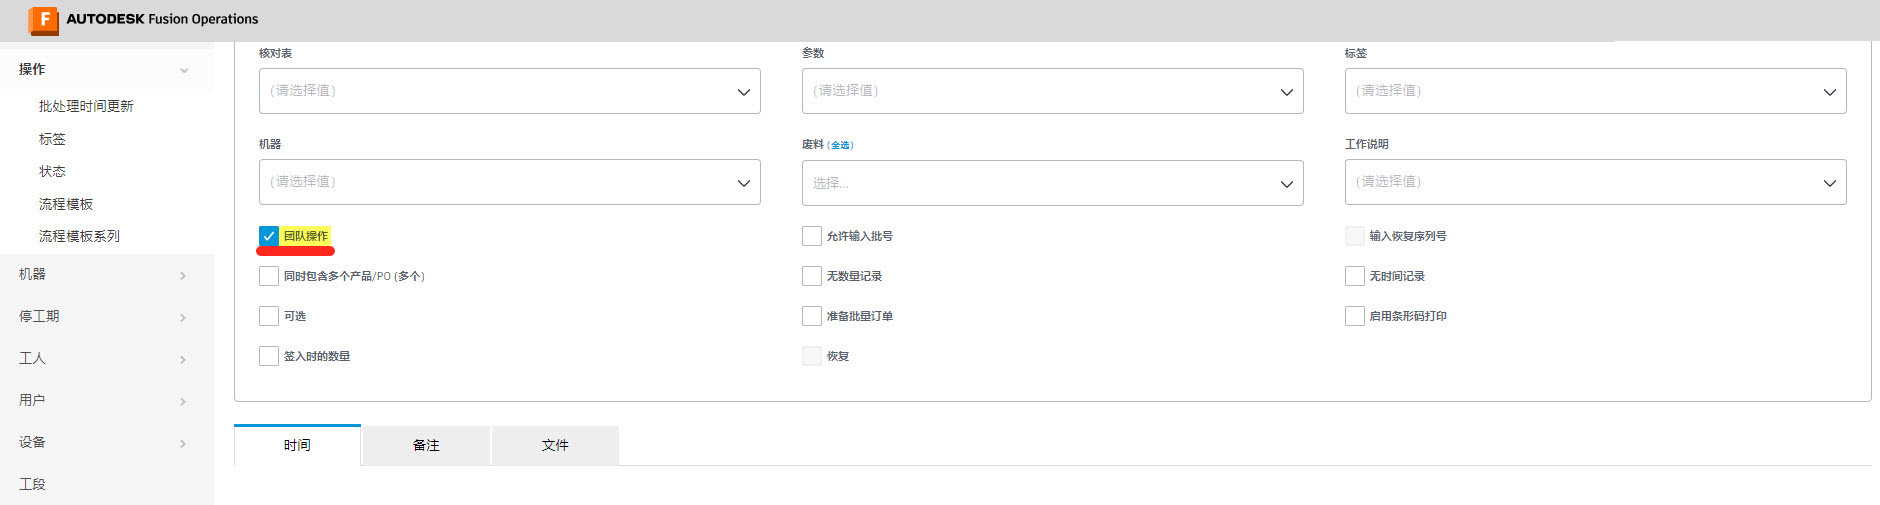 AUTODESK Fusion Operations
操作
批处理时间更新
标签
状态
流程模板
流程模板系列
机器
停工期
工人
用户
设备
工段
核对表
参数
标签
(请选择值)
(请选择值)
(请选择值)
机器
废料 (全选)
工作说明
(请选择值)
选择...
(请选择值)
团队操作
允许输入批号
输入恢复序列号
同时包含多个产品/PO (多个)
无数量记录
无时间记录
可选
准备批量订单
启用条形码打印
签入时的数量
恢复
时间
备注
文件